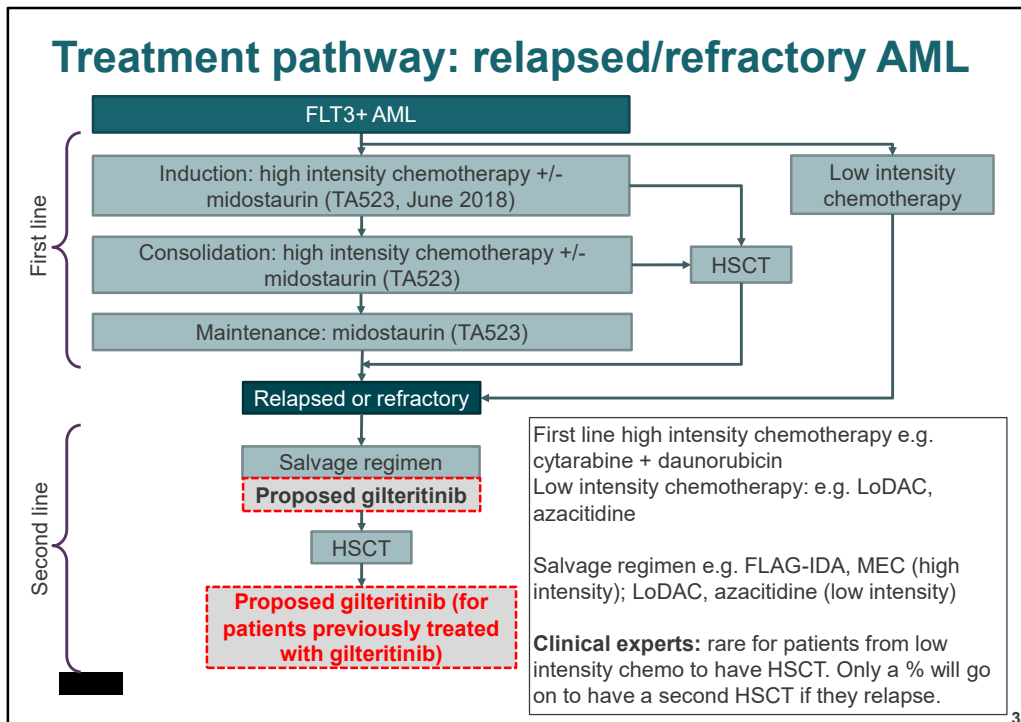 Treatment pathway: relapsed/refractory AML
FLT3+ AML
First line
Induction: high intensity chemotherapy +/-
midostaurin (TA523, June 2018)
Low intensity
chemotherapy
Consolidation: high intensity chemotherapy +/-
midostaurin (TA523)
HSCT
Maintenance: midostaurin (TA523)
Relapsed or refractory
Second line
Salvage regimen
Proposed gilteritinib
HSCT
Proposed gilteritinib (for
patients previously treated
with gilteritinib)
First line high intensity chemotherapy e.g.
cytarabine + daunorubicin
Low intensity chemotherapy: e.g. LoDAC,
azacitidine
Salvage regimen e.g. FLAG-IDA, MEC (high
intensity); LoDAC, azacitidine (low intensity)
Clinical experts: rare for patients from low
intensity chemo to have HSCT. Only a % will go
on to have a second HSCT if they relapse.
3